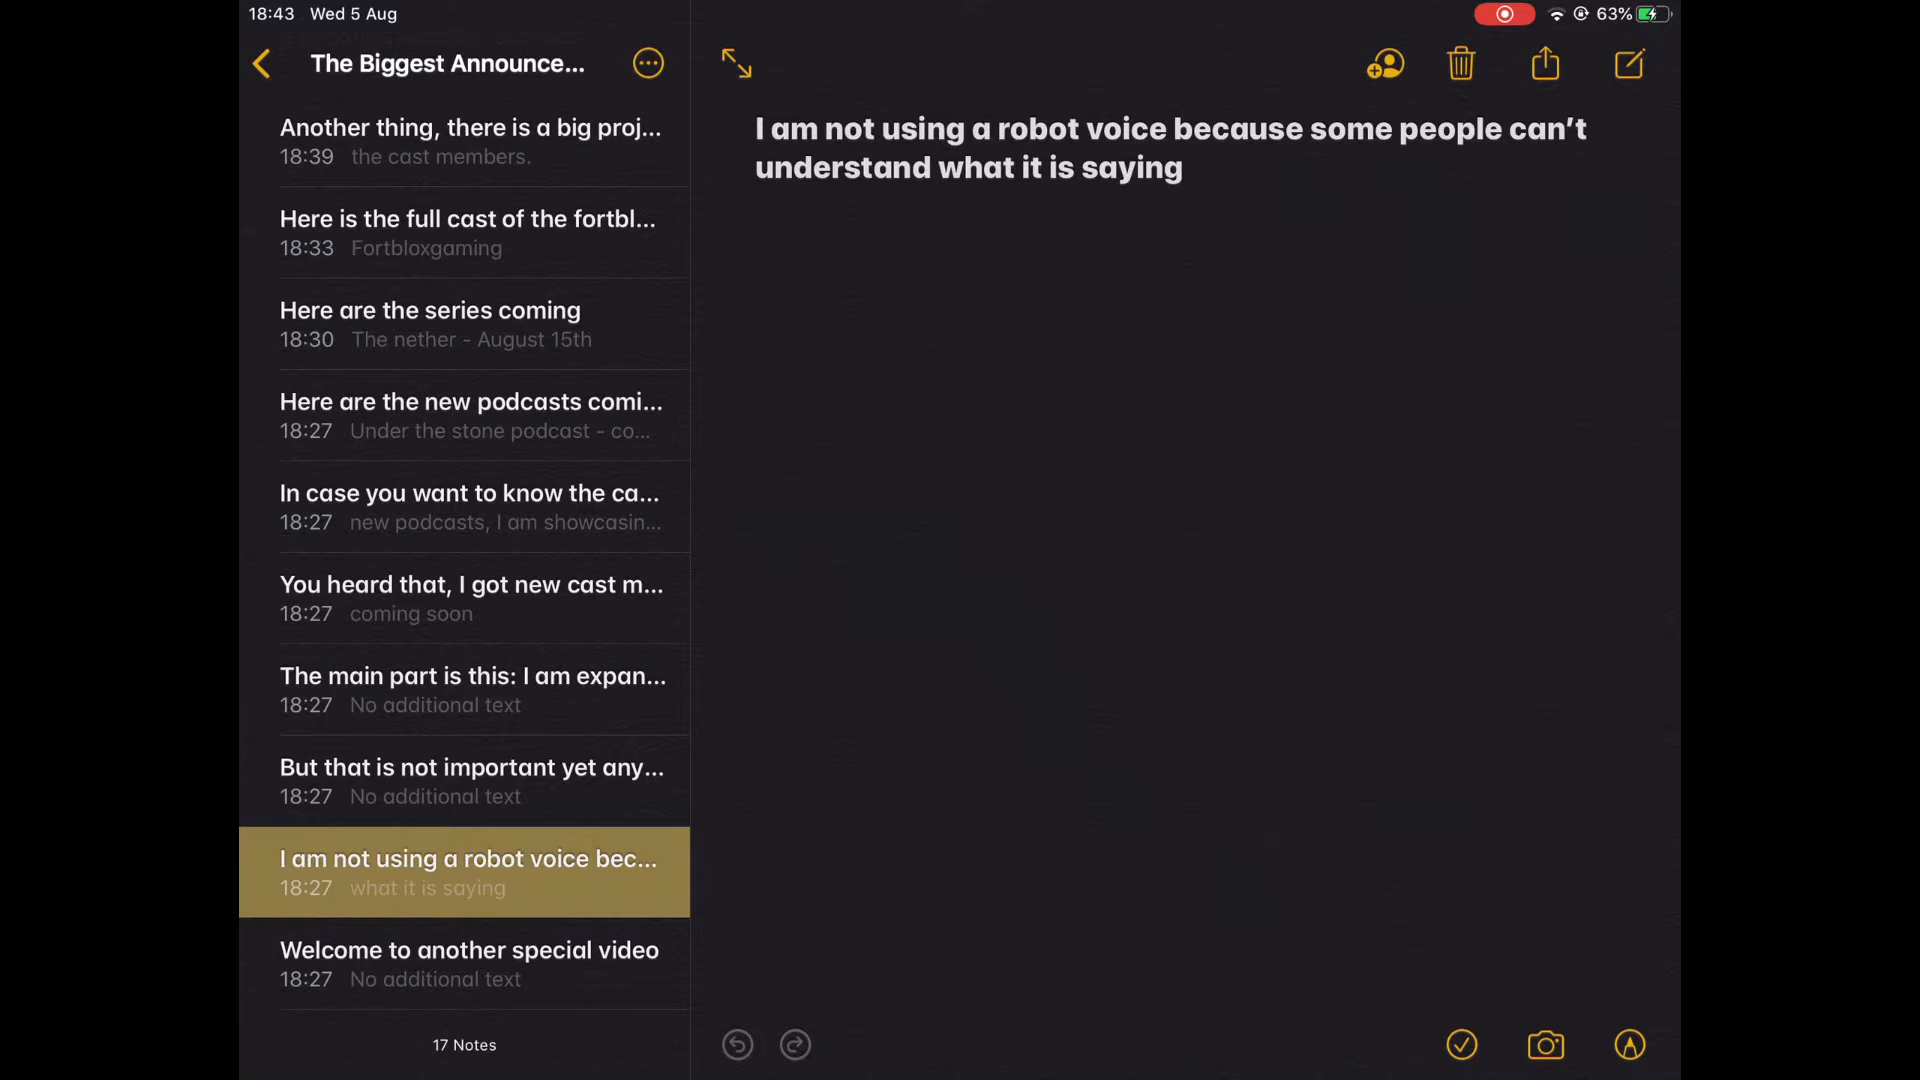 18:43 Wed 5 Aug
63%
The Biggest Announce...
Another thing, there is a big proj...
18:39 the cast members.
Here is the full cast of the fortbl...
18:33 Fortbloxgaming
Here are the series coming
18:30 The nether - August 15th
Here are the new podcasts comi...
18:27 Under the stone podcast - co...
In case you want to know the ca...
18:27 new podcasts, I am showcasin...
You heard that, I got new cast m...
18:27 coming soon
The main part is this: I am expan...
18:27 No additional text
But that is not important yet any...
18:27 No additional text
I am not using a robot voice bec...
18:27 what it is saying
Welcome to another special video
18:27 No additional text
17 Notes
I am not using a robot voice because some people can’t
understand what it is saying